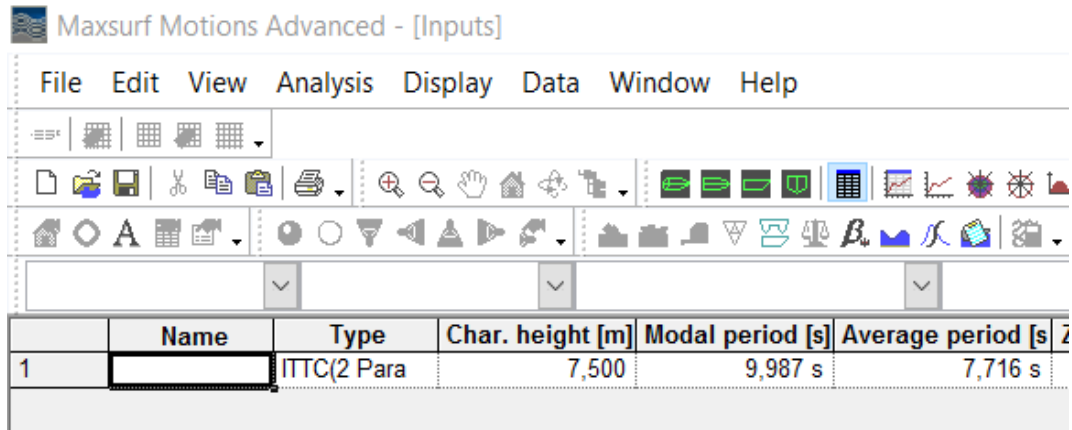 Maxsurf Motions Advanced - [Inputs]
File Edit View Analysis Display Data Window Help
Name Type Char. height [m] Modal period [s] Average period [s Z
1 ITTC(2 Para 7,500 9,987 s 7,716 s